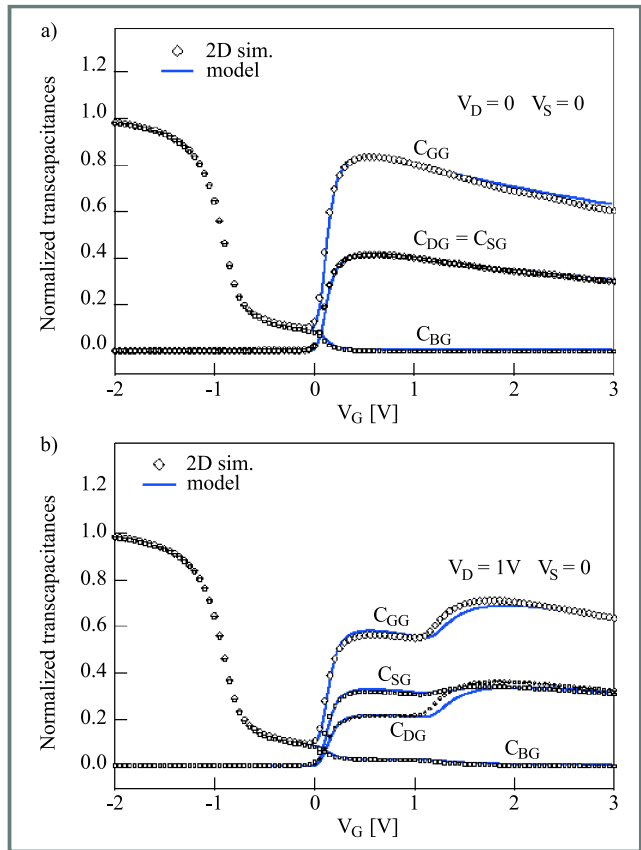 a)
2D sim.
model
1.2
1.0
0.8
0.6
0.4
0.2
0.0
Normalized transcapacitances
V_D = 0 V_S = 0
C_GG
C_DG = C_SG
C_BG
-2 -1 0 1 2 3
V_G [V]
b)
2D sim.
model
1.2
1.0
0.8
0.6
0.4
0.2
0.0
Normalized transcapacitances
V_D = 1V V_S = 0
C_GG
C_SG
C_DG
C_BG
-2 -1 0 1 2 3
V_G [V]